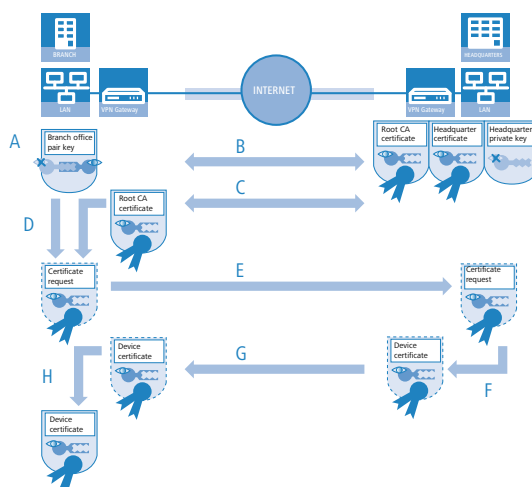 BRANCH
HEADQUARTERS
INTERNET
LAN
VPN Gateway
VPN Gateway
LAN
A
Branch office
pair key
B
Root CA
certificate
Headquarter
certificate
Headquarter
private key
C
Root CA
certificate
D
Certificate
request
E
Certificate
request
Device
certificate
G
Device
certificate
F
H
Device
certificate